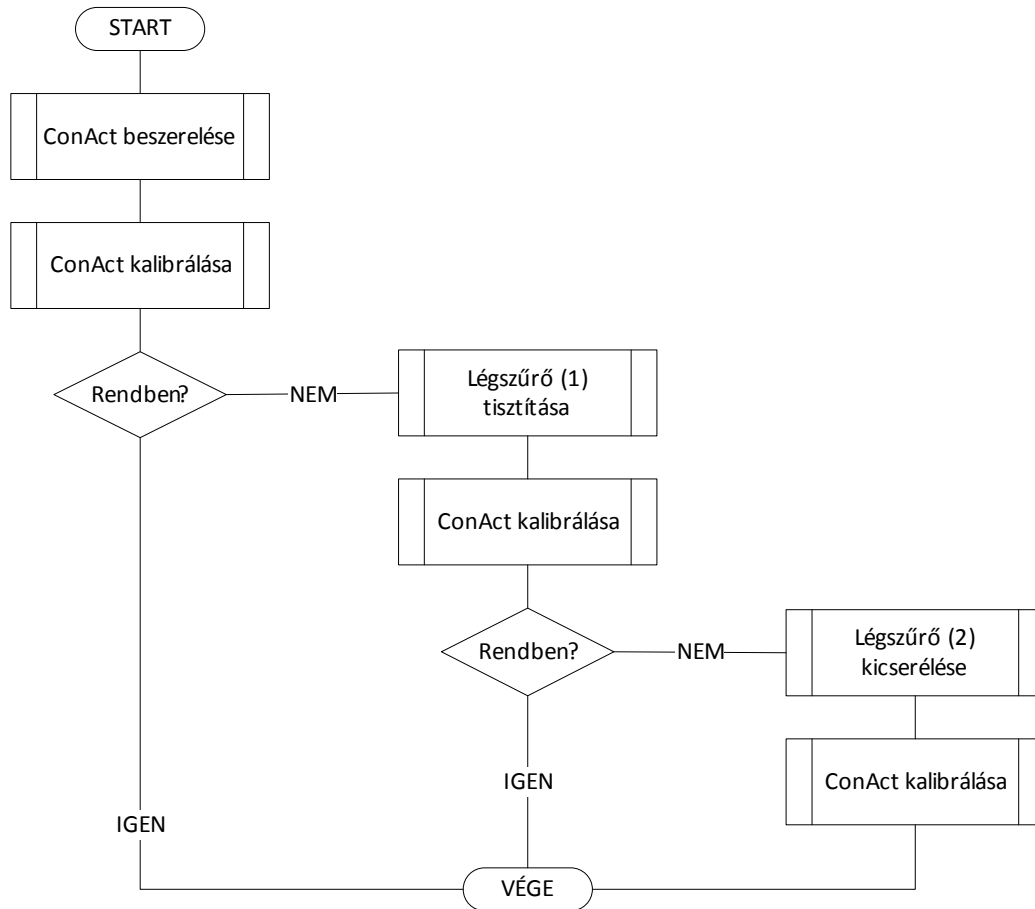 START
ConAct beszerelése
ConAct kalibrálása
Rendben?
NEM
Légszűrő (1)
tisztítása
ConAct kalibrálása
Rendben?
NEM
Légszűrő (2)
kicserélése
ConAct kalibrálása
IGEN
IGEN
VÉGE